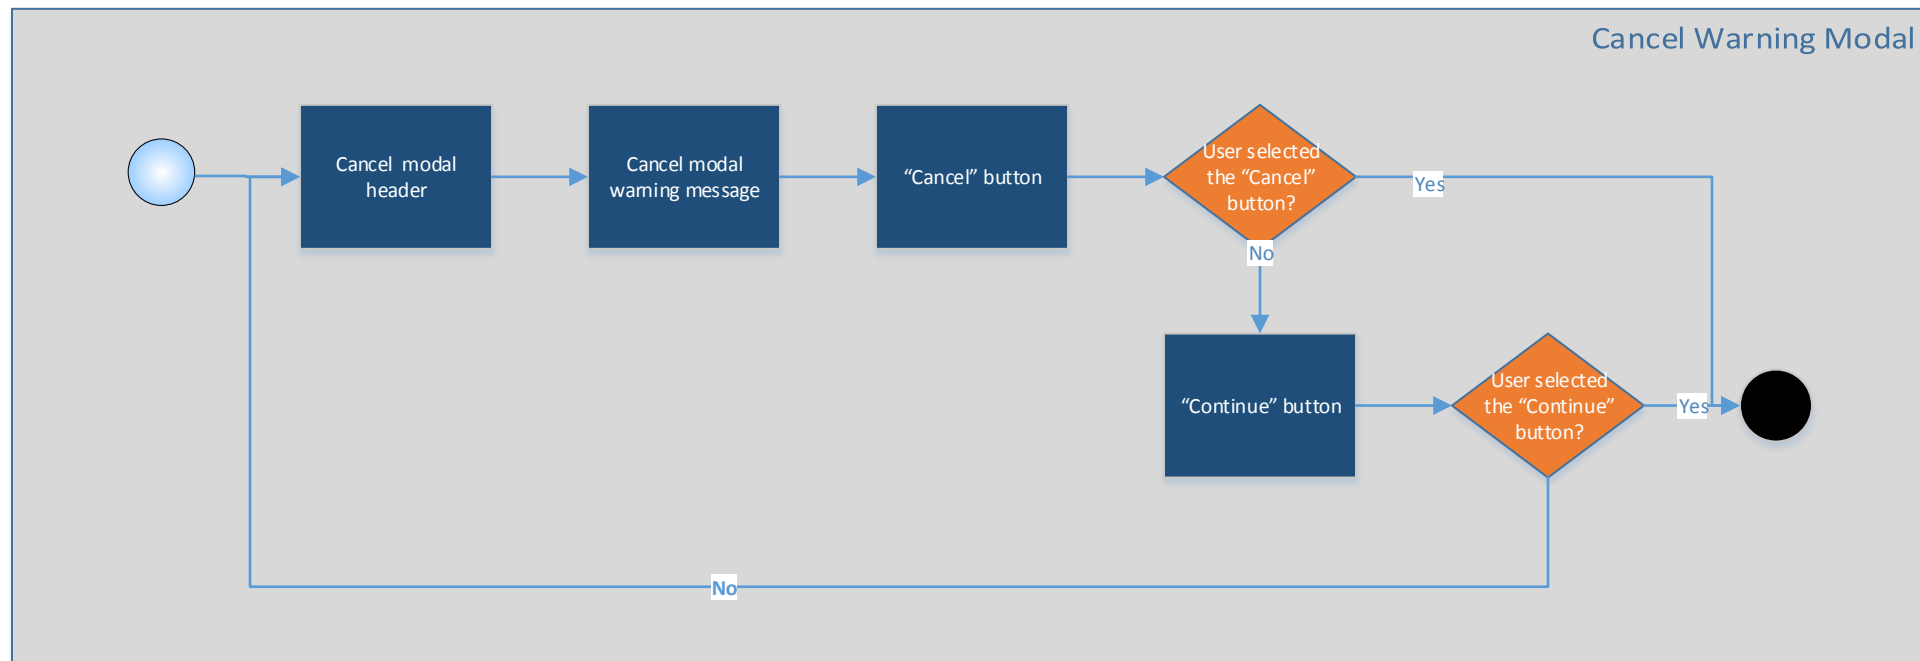 Cancel Warning Modal
Cancel modal
header
Cancel modal
warning message
“Cancel” button
User selected
the “Cancel”
button?
Yes
No
“Continue” button
User selected
the “Continue”
button?
Yes
No